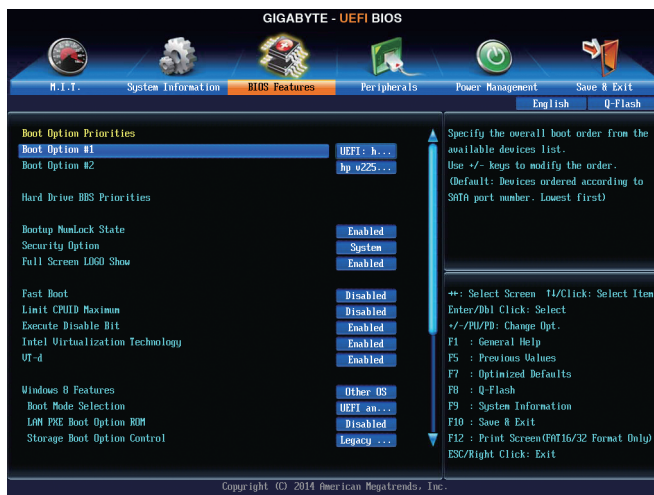 GIGABYTE - UEFI BIOS
M.I.T.
System Information
BIOS Features
Peripherals
Power Management
Save & Exit
English
Q-Flash
Boot Option Priorities
Boot Option #1 UEFI: h...
Boot Option #2 hp v225...
Hard Drive BBS Priorities
Bootup NumLock State Enabled
Security Option System
Full Screen LOGO Show Enabled
Fast Boot Disabled
Limit CPUID Maximum Disabled
Execute Disable Bit Enabled
Intel Virtualization Technology Enabled
VT-d Enabled
Windows 8 Features Other OS
Boot Mode Selection UEFI an...
LAN PXE Boot Option ROM Disabled
Storage Boot Option Control Legacy ...
Specify the overall boot order from the
available devices list.
Use +/- keys to modify the order.
(Default: Devices ordered according to
SATA port number. Lowest first)
→←: Select Screen ↑↓/Click: Select Item
Enter/Dbl Click: Select
+/-/PU/PD: Change Opt.
F1 : General Help
F5 : Previous Values
F7 : Optimized Defaults
F8 : Q-Flash
F9 : System Information
F10 : Save & Exit
F12 : Print Screen(FAT16/32 Format Only)
ESC/Right Click: Exit
Copyright (C) 2014 American Megatrends, Inc.